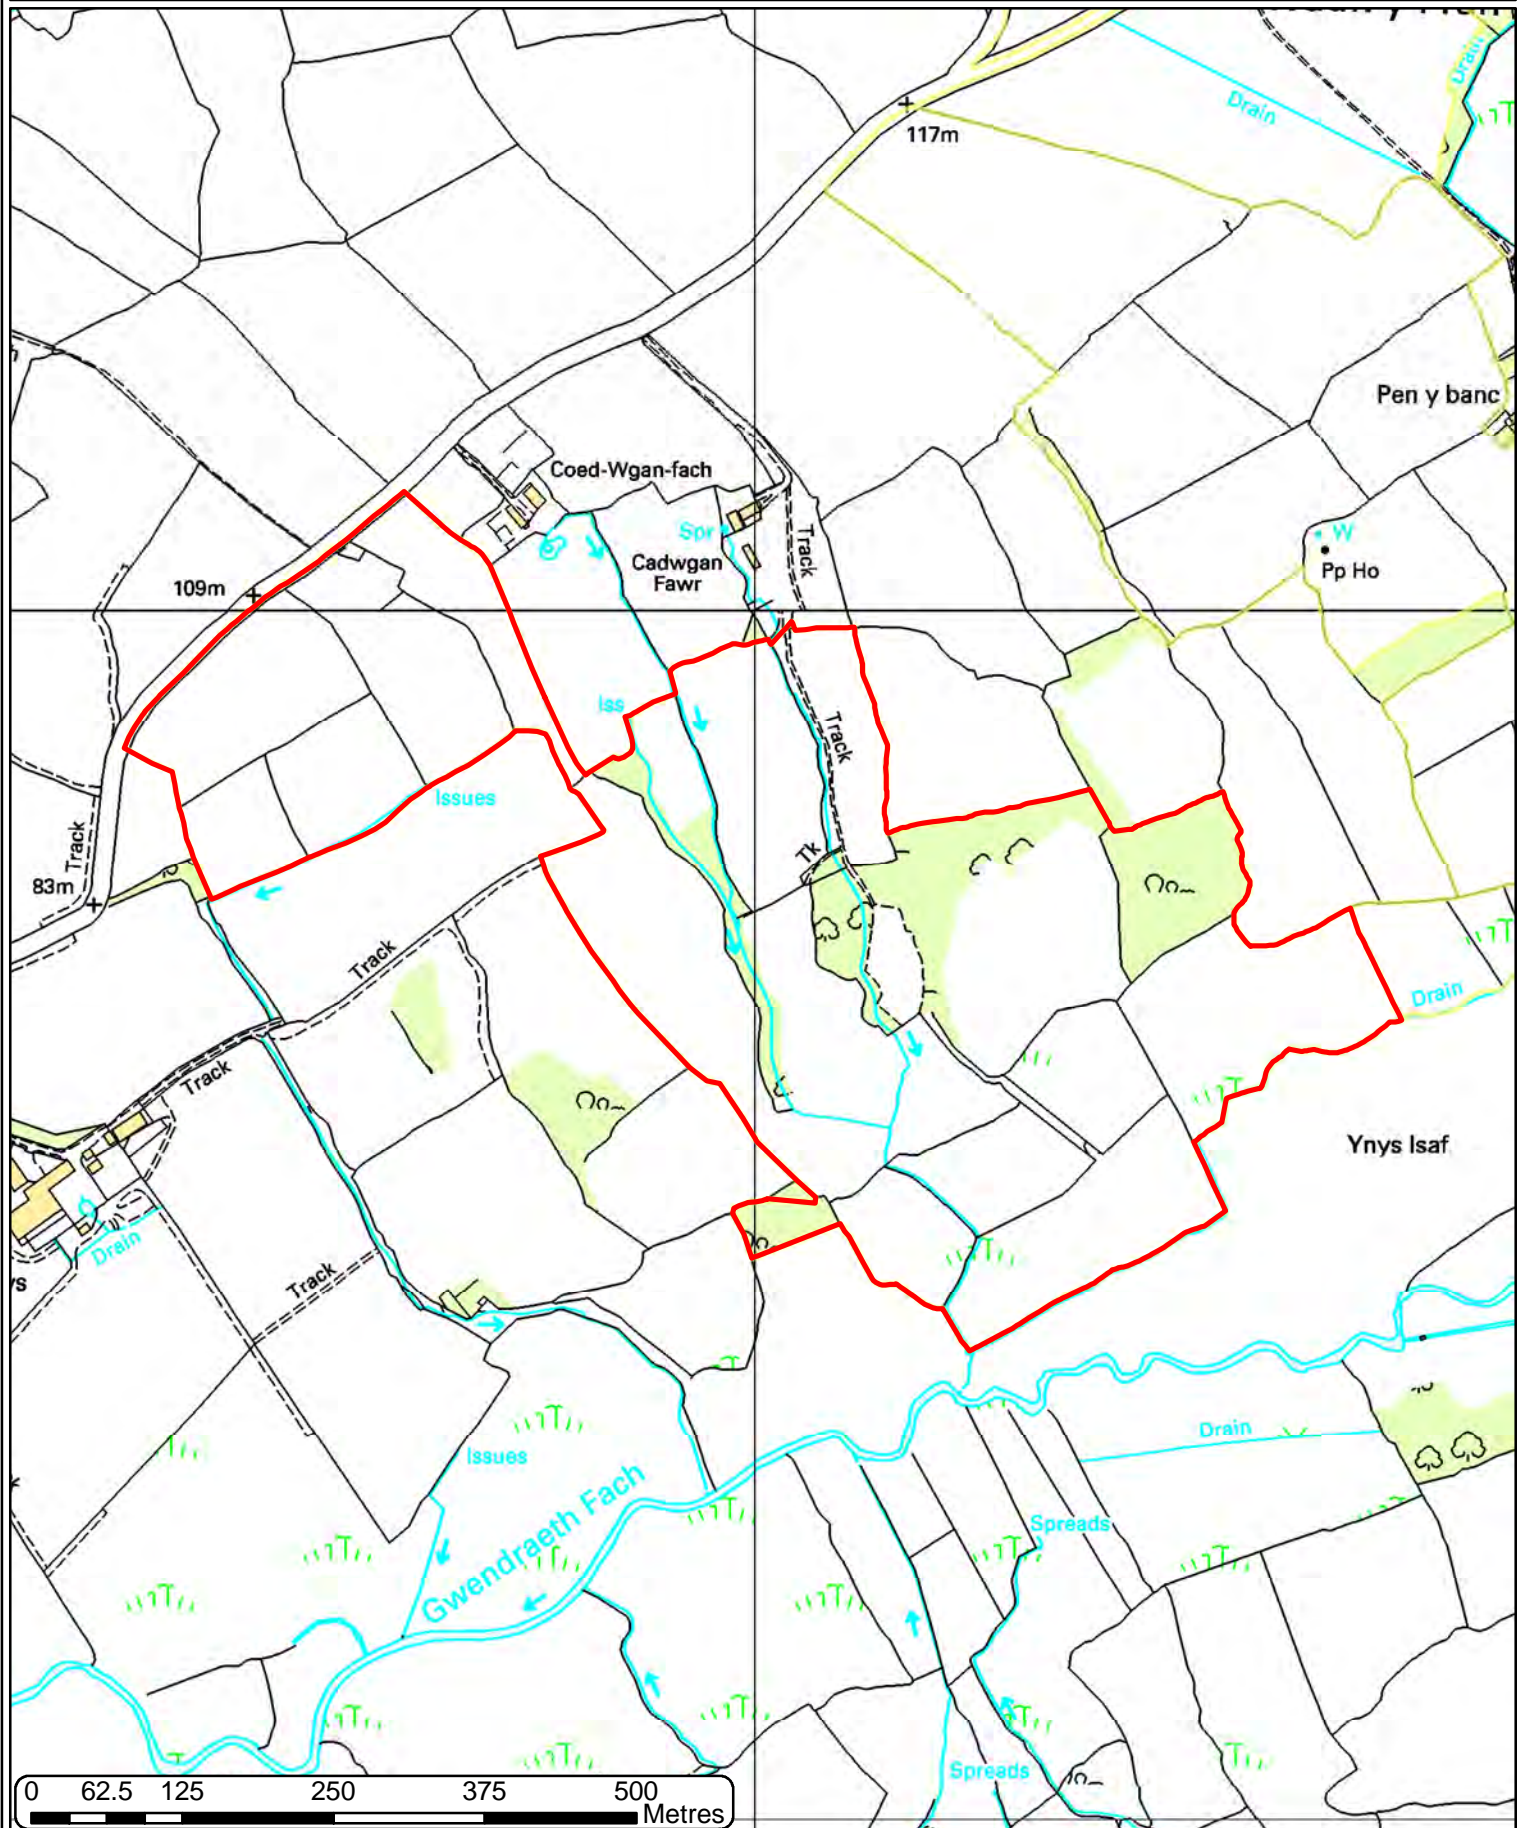 Drain
Drain
117m
Pen y banc
Coed-Wgan-fach
Spr
Track
W
Cadwgan
Fawr
Pp Ho
109m
Iss
Track
Issues
Track
Tk
83m
Track
Drain
Track
Ynys Isaf
Drain
Track
Drain
Issues
Gwendraeth Fach
Spreads
Spreads
0 62.5 125 250 375 500
Metres